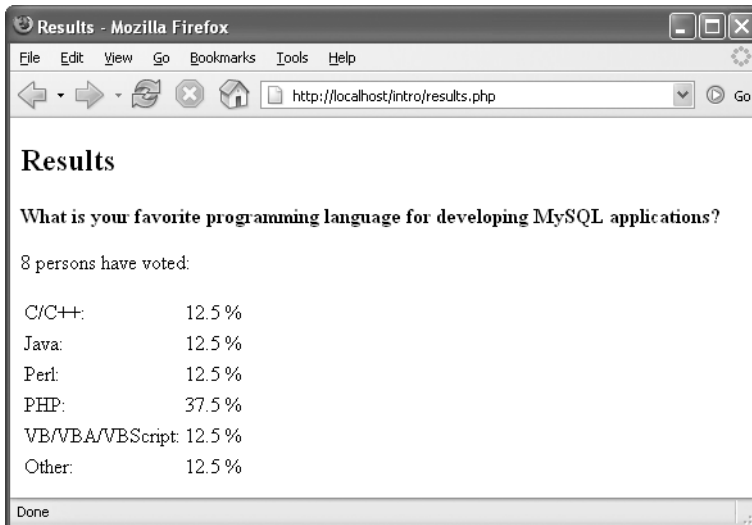 Results - Mozilla Firefox
File Edit View Go Bookmarks Tools Help
http://localhost/intro/results.php Go
Results
What is your favorite programming language for developing MySQL applications?
8 persons have voted:
C/C++: 12.5 %
Java: 12.5 %
Perl: 12.5 %
PHP: 37.5 %
VB/VBA/VBScript: 12.5 %
Other: 12.5 %
Done